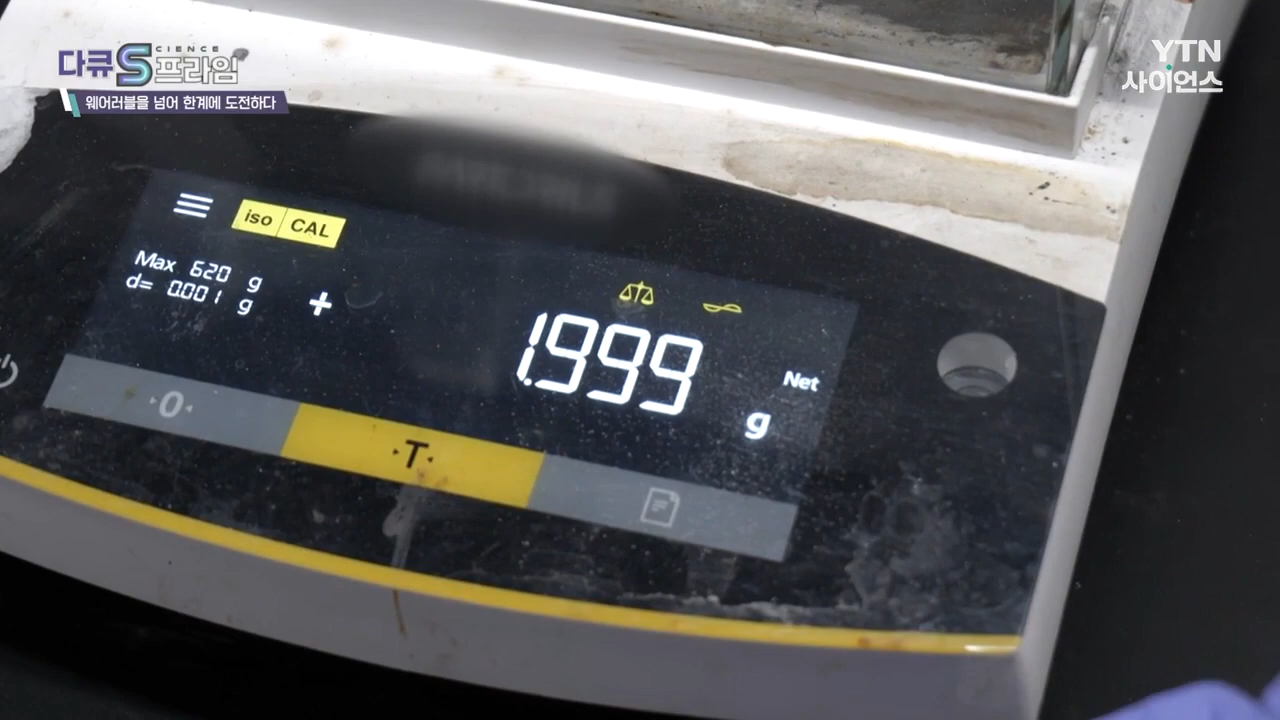 다큐 S CIENCE 프라임
웨어러블을 넘어 한계에 도전하다
YTN
사이언스
iso CAL
Max 620 g
d= 0.001 g
+
1.999
Net
g
0
T